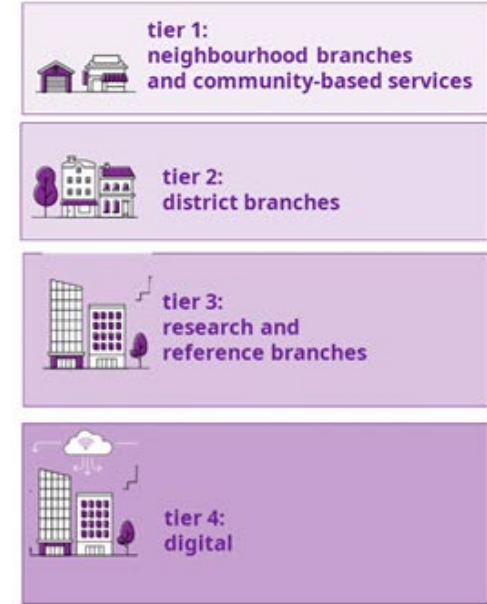 tier 1:
neighbourhood branches
and community-based services
tier 2:
district branches
tier 3:
research and
reference branches
tier 4:
digital